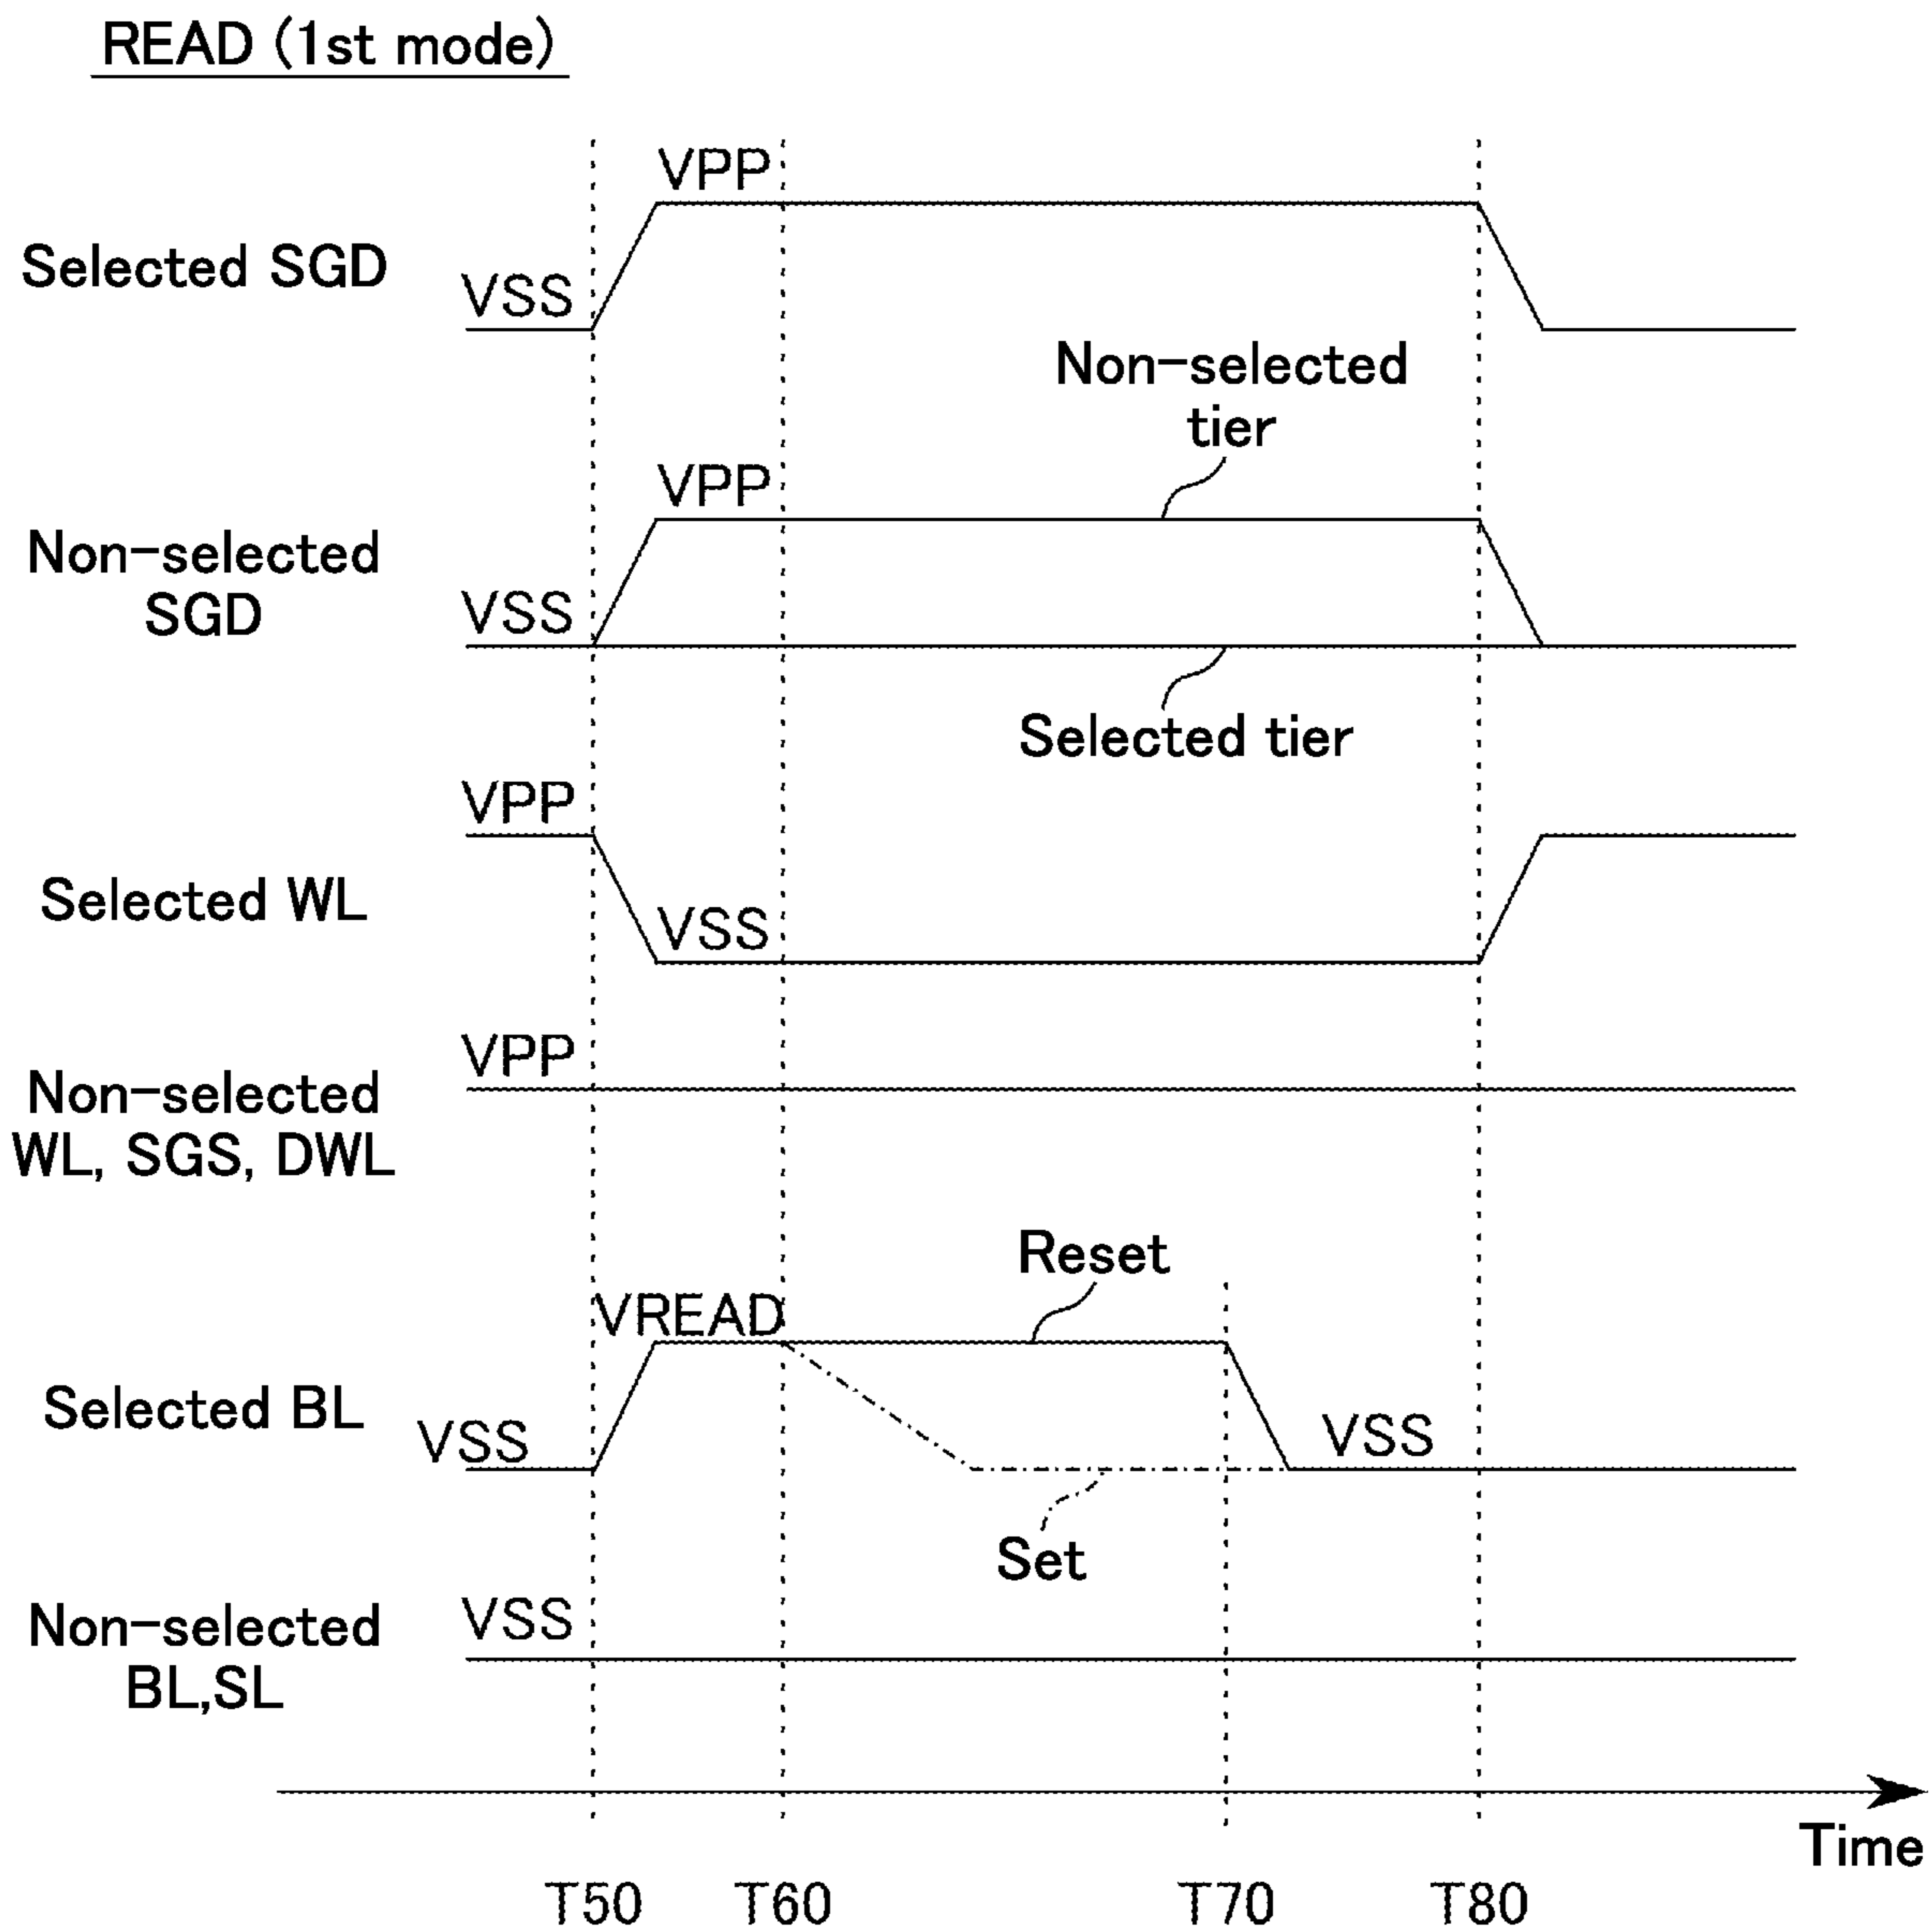 READ (1st mode)
VPP
Selected SGD
VSS
Non-selected
tier
VPP
Non-selected
SGD
VSS
Selected tier
VPP
Selected WL
VSS
VPP
Non-selected
WL, SGS, DWL
Reset
VREAD
Selected BL
VSS
VSS
Set
Non-selected
BL,SL
VSS
Time
T50 T60 T70 T80